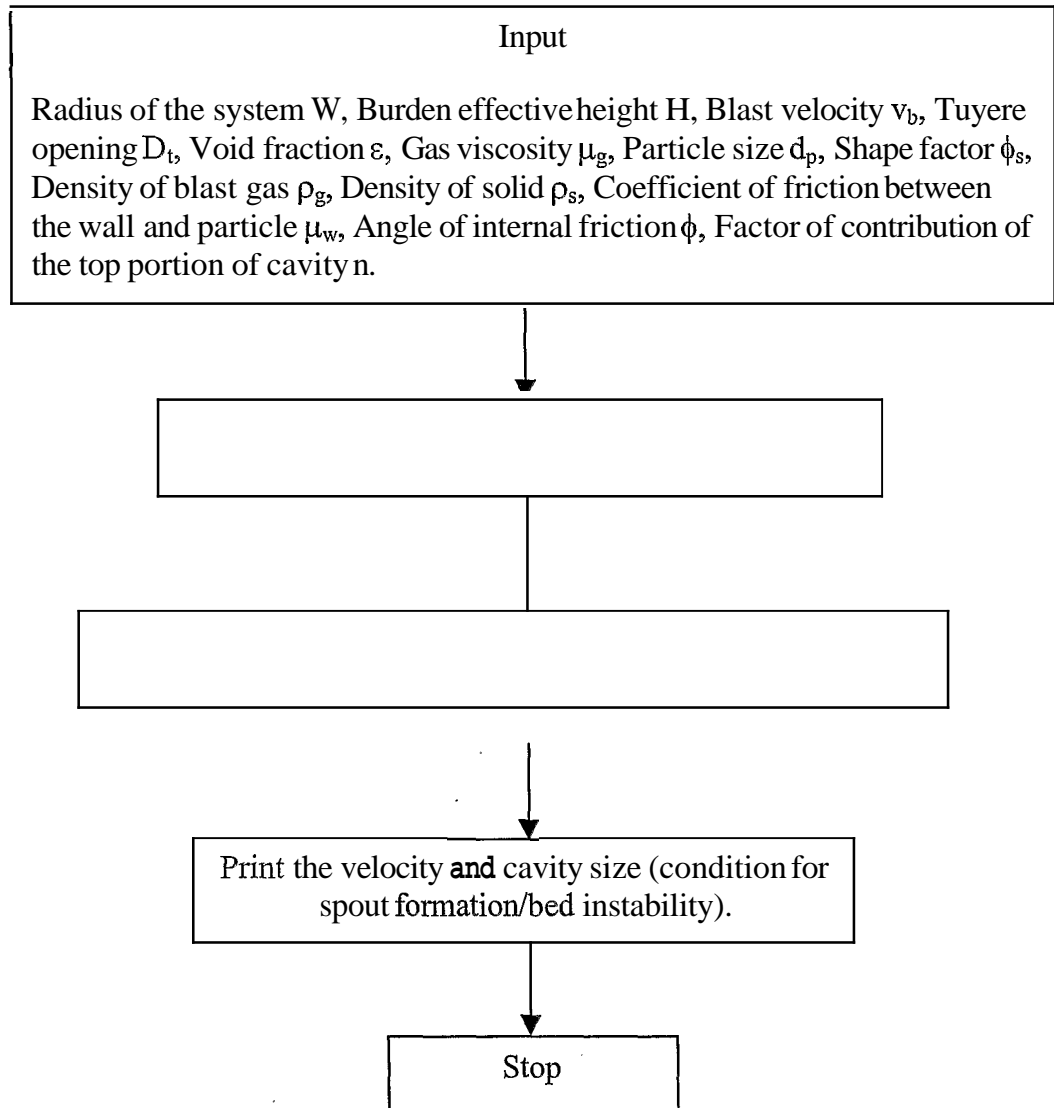 Input
Radius of the system W, Burden effective height H, Blast velocity v_b, Tuyere
opening D_t, Void fraction ε, Gas viscosity μ_g, Particle size d_p, Shape factor ϕ_s,
Density of blast gas ρ_g, Density of solid ρ_s, Coefficient of friction between
the wall and particle μ_w, Angle of internal friction ϕ, Factor of contribution of
the top portion of cavity n.
Print the velocity and cavity size (condition for
spout formation/bed instability).
Stop